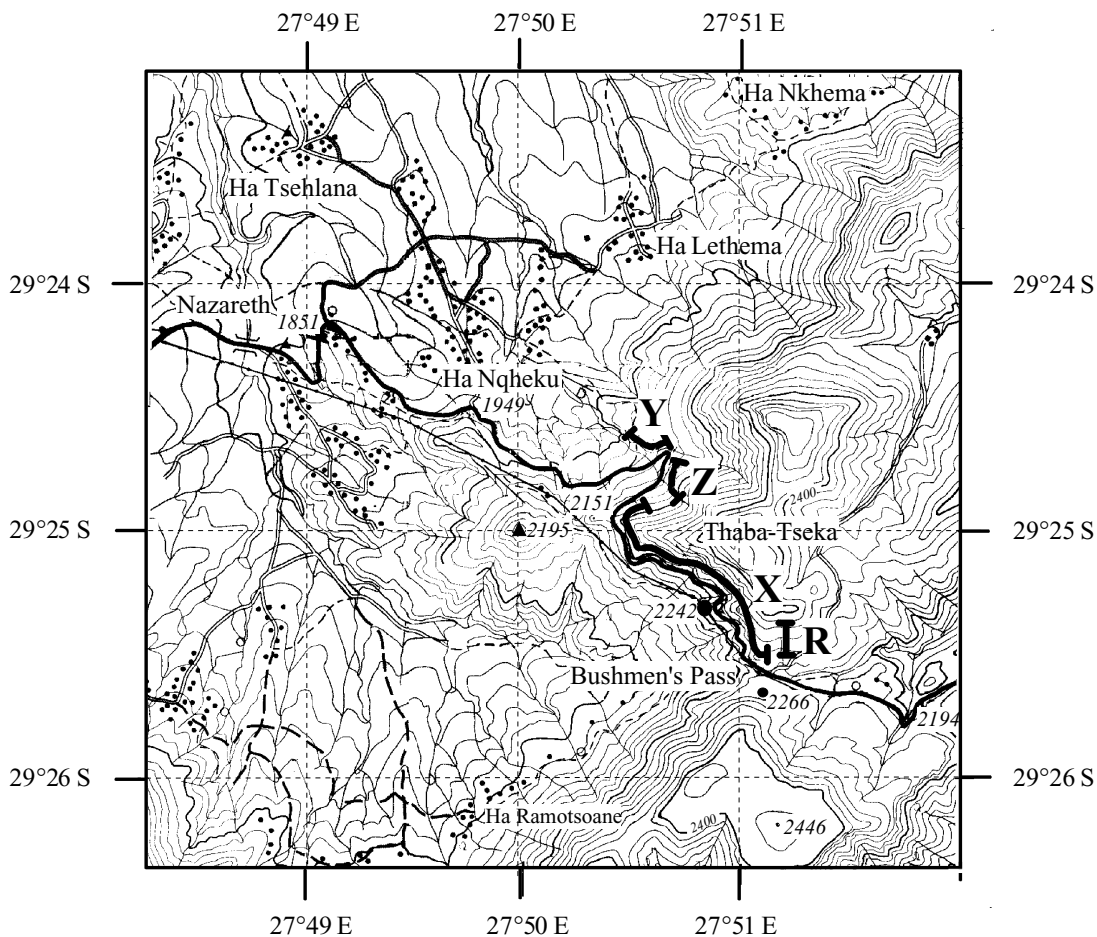 27°49 E 27°50 E 27°51 E
Ha Nkhema
Ha Tsehlana
Ha Lethema
29°24 S 29°24 S
Nazareth
1851
Ha Nqheku
1949
Y
Z
2400
2151
29°25 S 29°25 S
2195
Thaba-Tseka
X
2242
R
Bushmen's Pass
2266
2194
29°26 S 29°26 S
Ha Ramotsoane
2400
2446
27°49 E 27°50 E 27°51 E